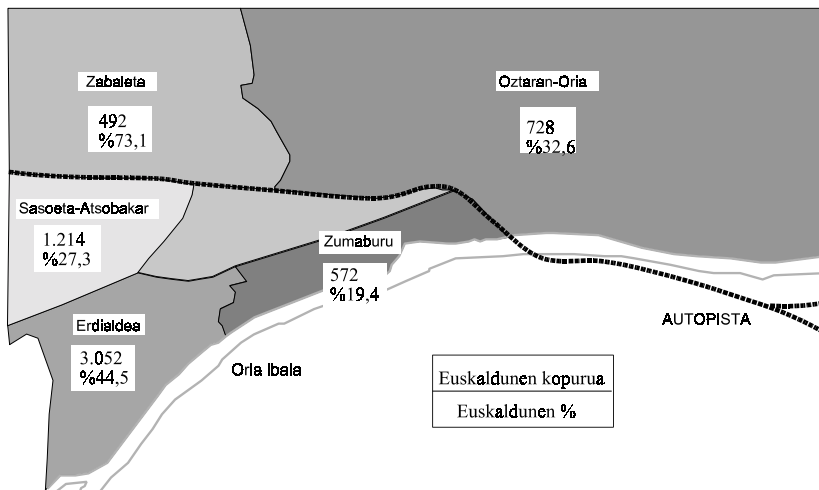 Zabaleta
492
%73,1
Oztaran-Oria
728
%32,6
Sasoeta-Atsobakar
1.214
%27,3
Zumaburu
572
%19,4
Erdialdea
3.052
%44,5
Orla Ibala
AUTOPISTA
Euskaldunen kopurua
Euskaldunen %